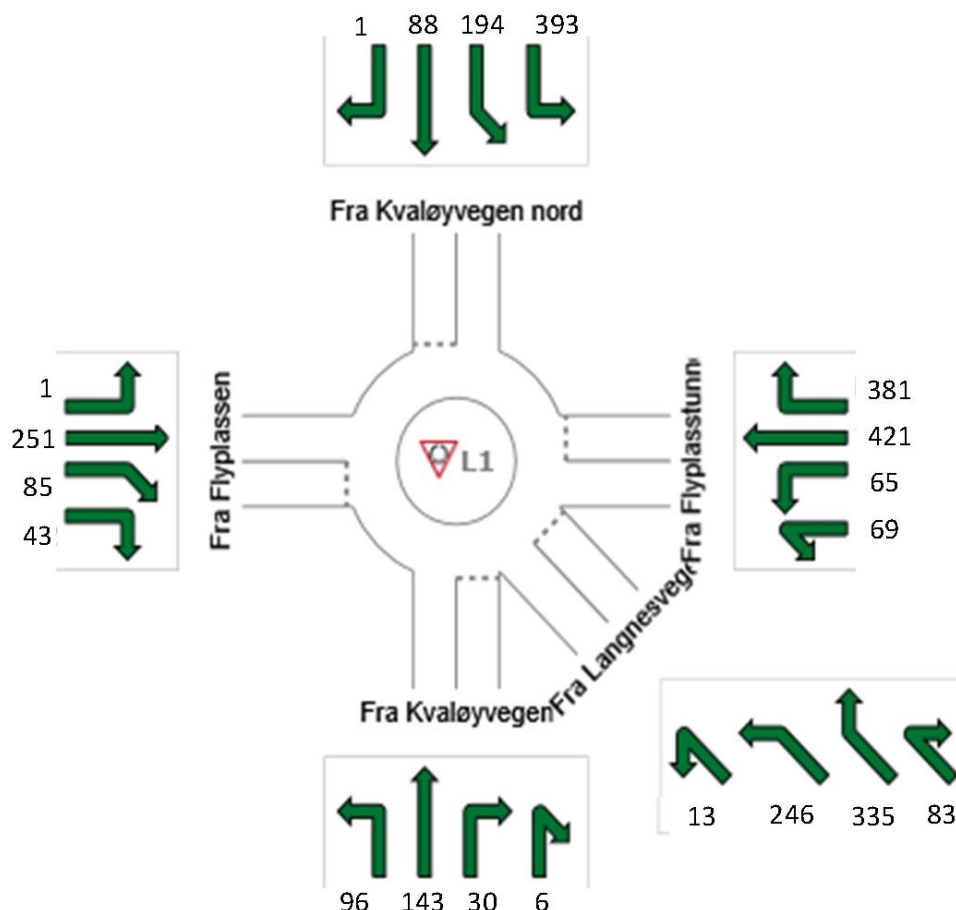 1 88 194 393
Fra Kvaløyvegen nord
1
251
85
43
Fra Flyplassen
L1
Fra Flyplasstunn
381
421
65
69
Fra Langnesveg
Fra Kvaløyvegen
13 246 335 83
96 143 30 6